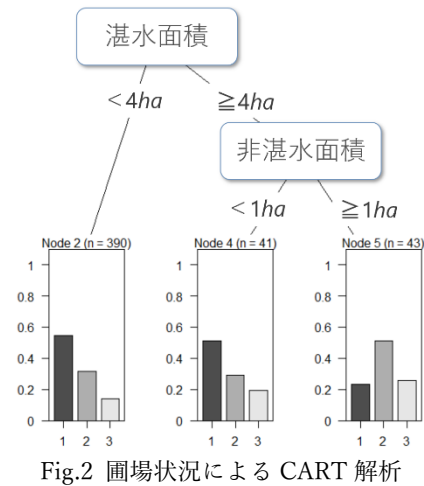 湛水面積
＜4ha ≧4ha
非湛水面積
＜1ha ≧1ha
Node 2 (n = 390) Node 4 (n = 41) Node 5 (n = 43)
1 1 1
0.8 0.8 0.8
0.6 0.6 0.6
0.4 0.4 0.4
0.2 0.2 0.2
0 0 0
1 2 3 1 2 3 1 2 3
Fig.2 圃場状況による CART 解析